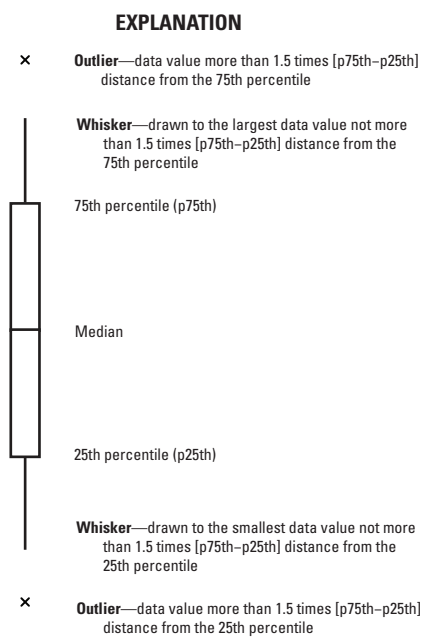 EXPLANATION
Outlier—data value more than 1.5 times [p75th–p25th]
distance from the 75th percentile
Whisker—drawn to the largest data value not more
than 1.5 times [p75th–p25th] distance from the
75th percentile
75th percentile (p75th)
Median
25th percentile (p25th)
Whisker—drawn to the smallest data value not more
than 1.5 times [p75th–p25th] distance from the
25th percentile
Outlier—data value more than 1.5 times [p75th–p25th]
distance from the 25th percentile